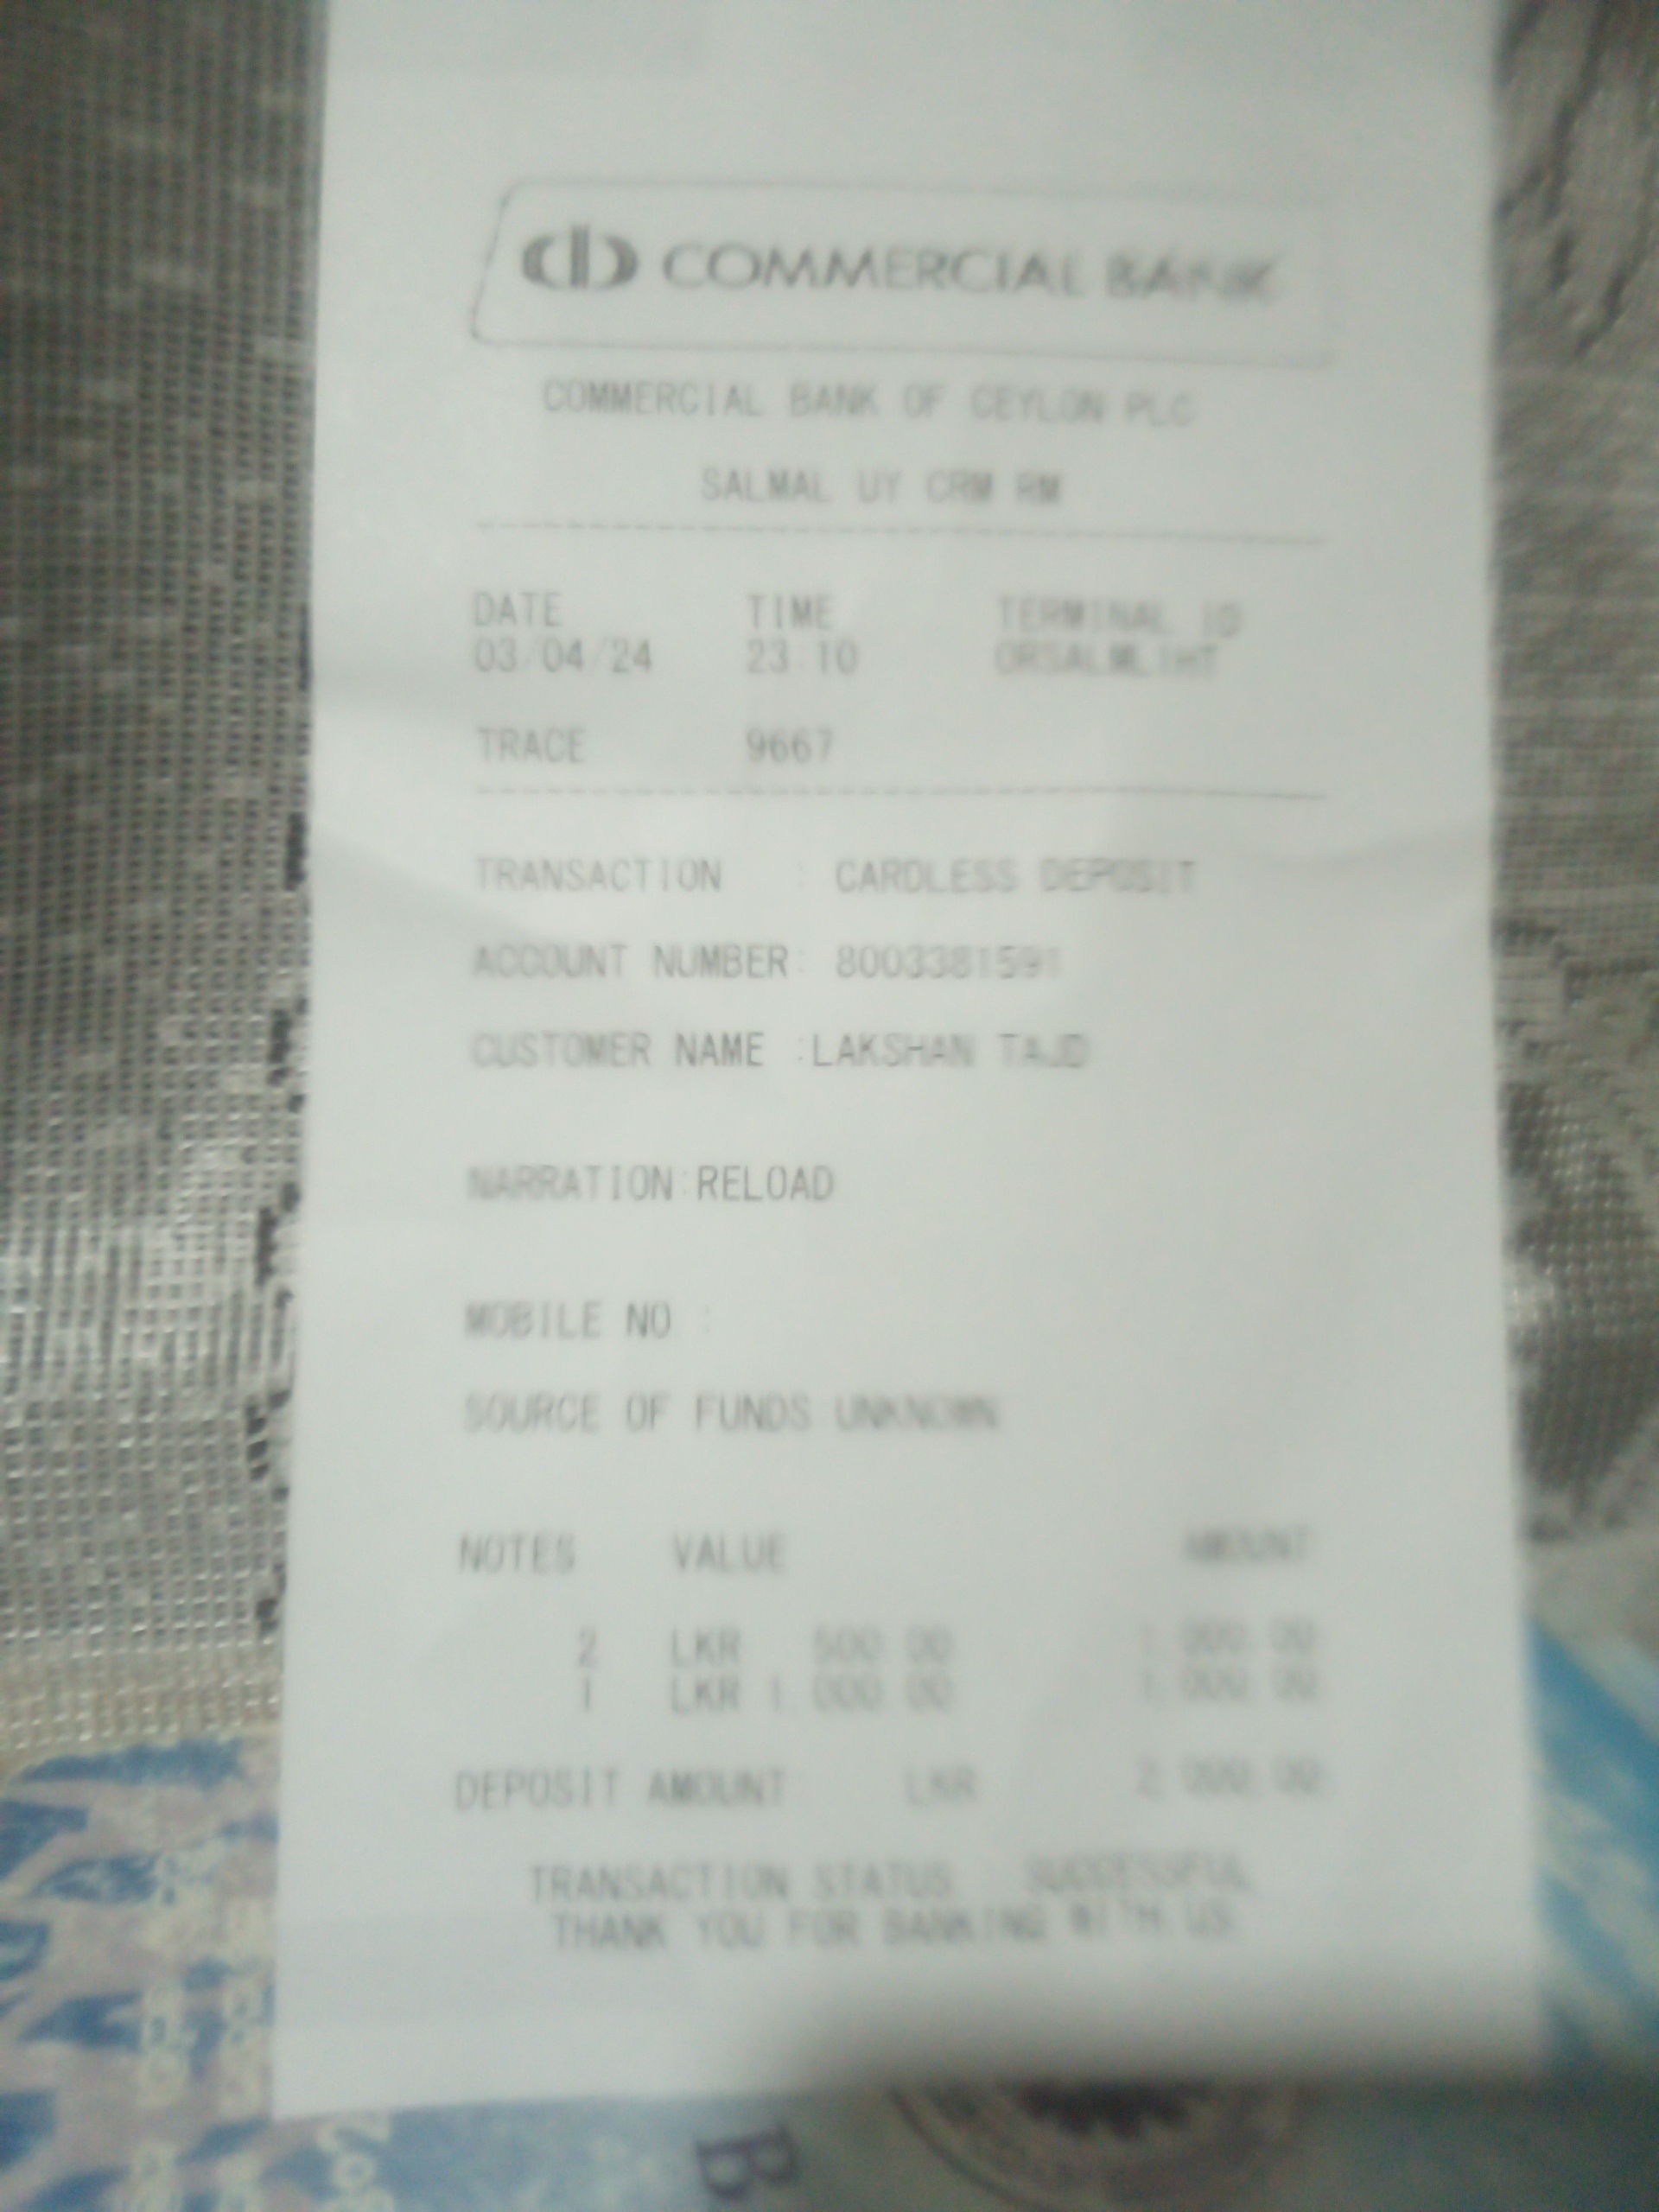 COMMERCIAL BANK
COMMERCIAL BANK OF CEYLON PLC
SALMAL UY CRM RM
DATE TIME TERMINAL ID
03/04/24 23:10
TRACE 9667
TRANSACTION : CARDLESS DEPOSIT
ACCOUNT NUMBER: 8003381591
CUSTOMER NAME :LAKSHAN TAJD
NARRATION:RELOAD
MOBILE NO :
SOURCE OF FUNDS UNKNOWN
NOTES VALUE AMOUNT
2 LKR 500.00 1,000.00
1 LKR 1,000.00 1,000.00
DEPOSIT AMOUNT LKR 2,000.00
TRANSACTION STATUS SUCCESSFUL
THANK YOU FOR BANKING WITH US
B